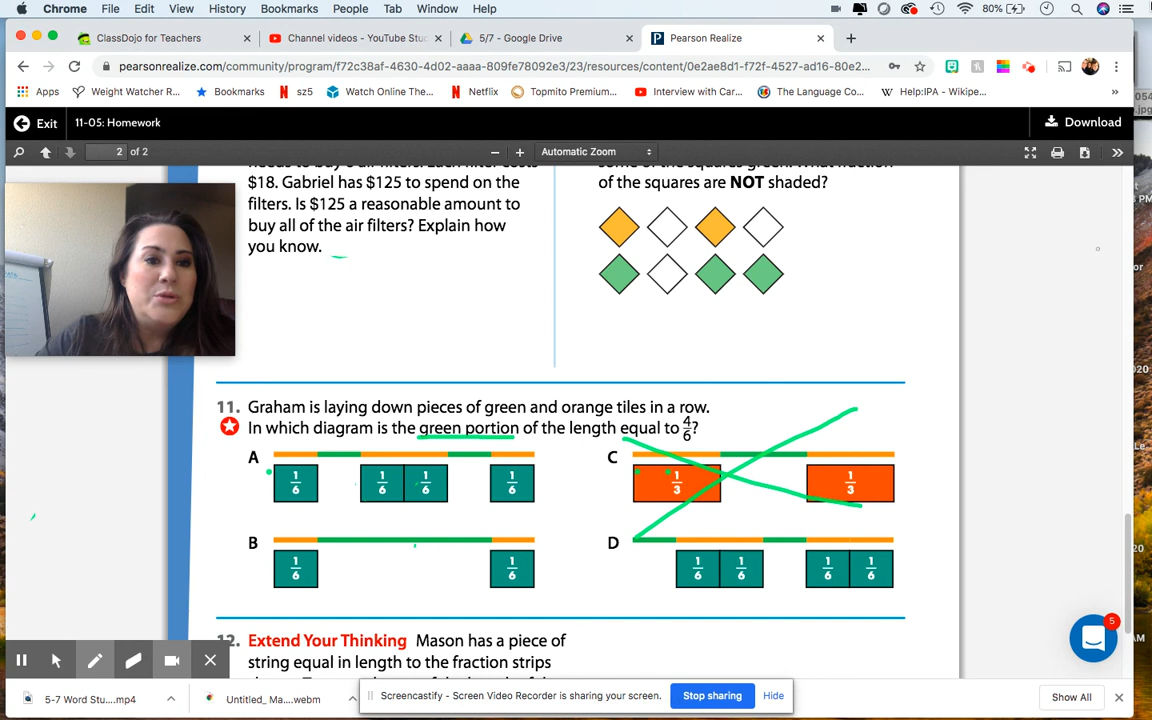 Chrome File Edit View History Bookmarks People Tab Window Help 80%
ClassDojo for Teachers
Channel videos - YouTube Stu
5/7 - Google Drive
Pearson Realize
pearsonrealize.com/community/program/f72c38af-4630-4d02-aaaa-809fe78092e3/23/resources/content/0e2ae8d1-f72f-4527-ad16-80e2...
Apps Weight Watcher R... Bookmarks sz5 Watch Online The... Netflix Topmito Premium... Interview with Car... The Language Co... Help:IPA - Wikipe...
Exit 11-05: Homework Download
2 of 2 Automatic Zoom
$18. Gabriel has $125 to spend on the
filters. Is $125 a reasonable amount to
buy all of the air filters? Explain how
you know.
of the squares are NOT shaded?
11. Graham is laying down pieces of green and orange tiles in a row.
In which diagram is the green portion of the length equal to 4/6?
A 1/6 1/6 1/6 1/6
B 1/6 1/6
C 1/3 1/3
D 1/6 1/6 1/6 1/6
12. Extend Your Thinking Mason has a piece of
string equal in length to the fraction strips
5
5-7 Word Stu....mp4
Untitled_ Ma....webm
Screencastify - Screen Video Recorder is sharing your screen. Stop sharing Hide
Show All